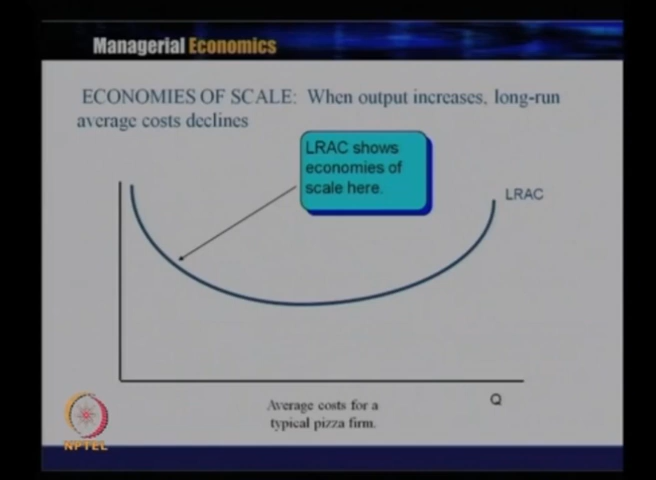 Managerial Economics
ECONOMIES OF SCALE: When output increases, long-run
average costs declines
LRAC shows
economies of
scale here.
LRAC
Q
Average costs for a
typical pizza firm.
NPTEL